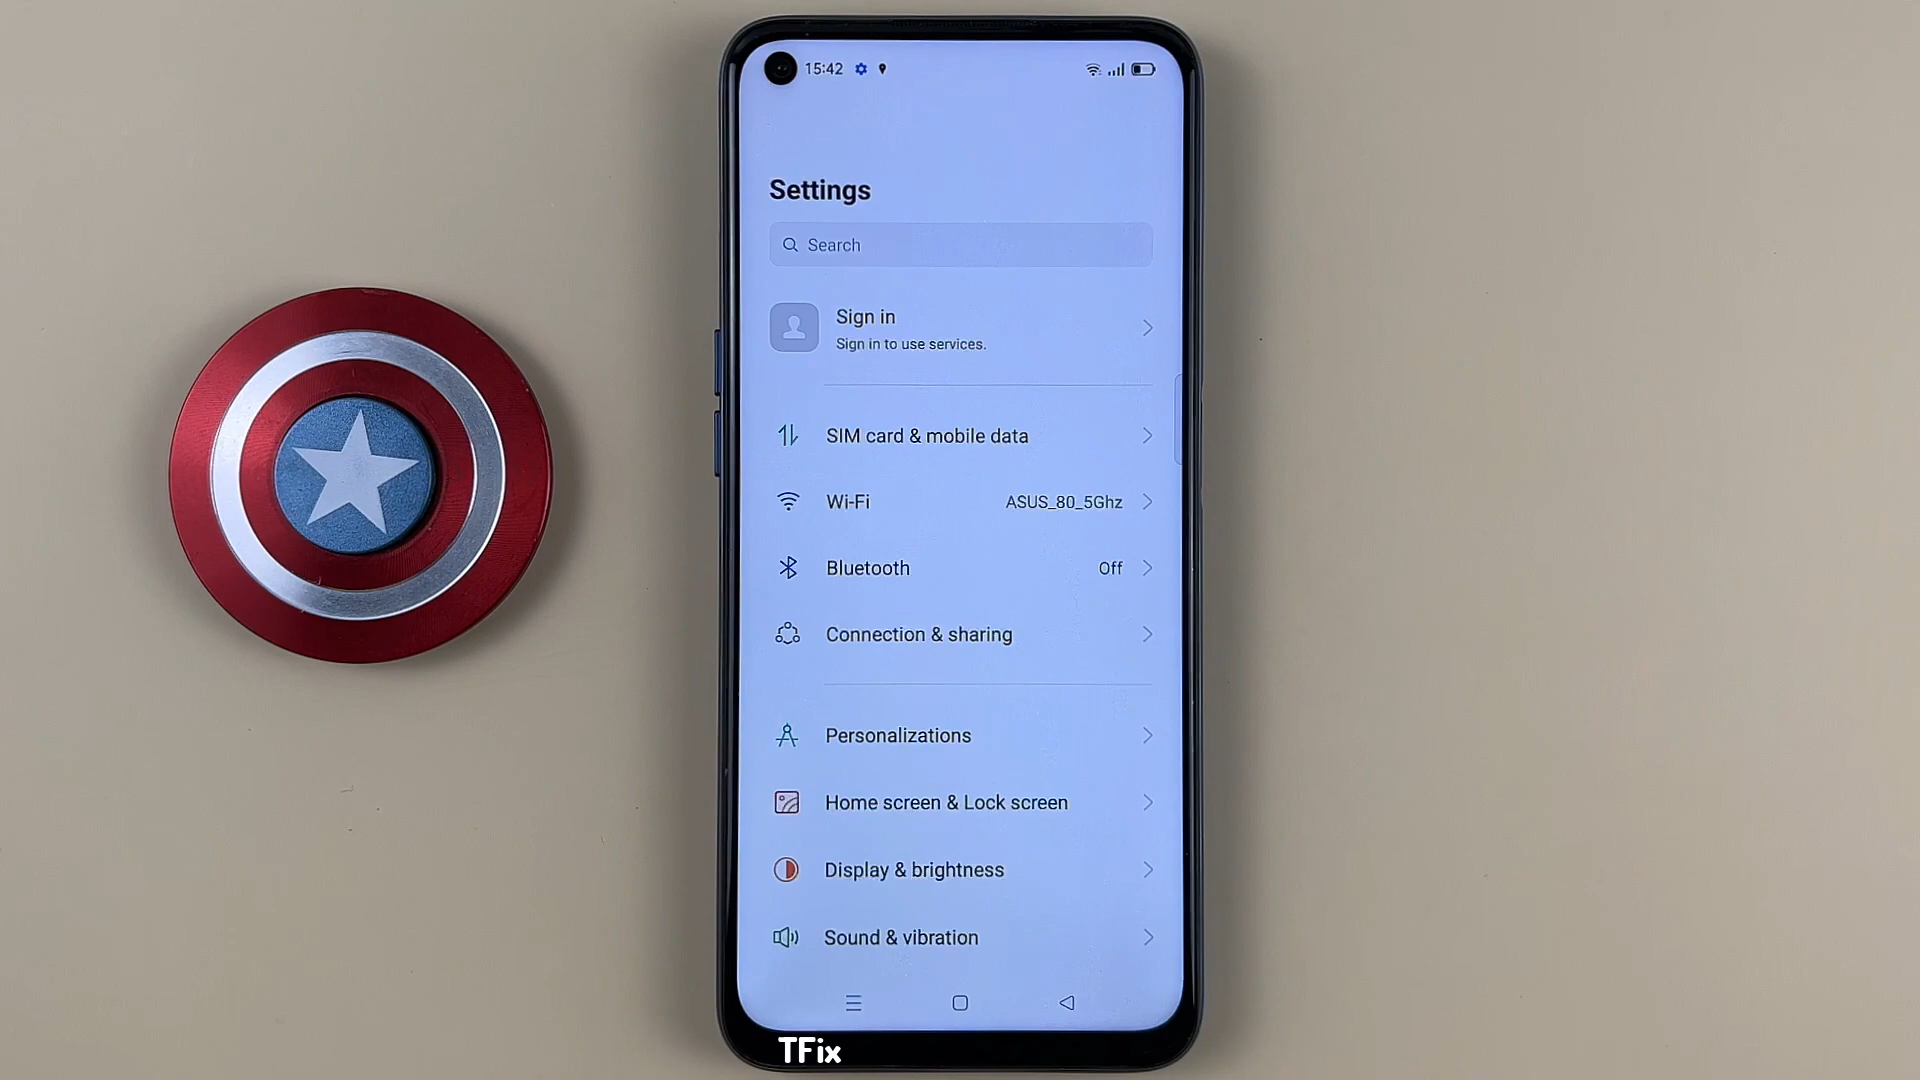 15:42
Settings
Search
Sign in
Sign in to use services.
SIM card & mobile data
Wi-Fi ASUS_80_5Ghz
Bluetooth Off
Connection & sharing
Personalizations
Home screen & Lock screen
Display & brightness
Sound & vibration
TFix